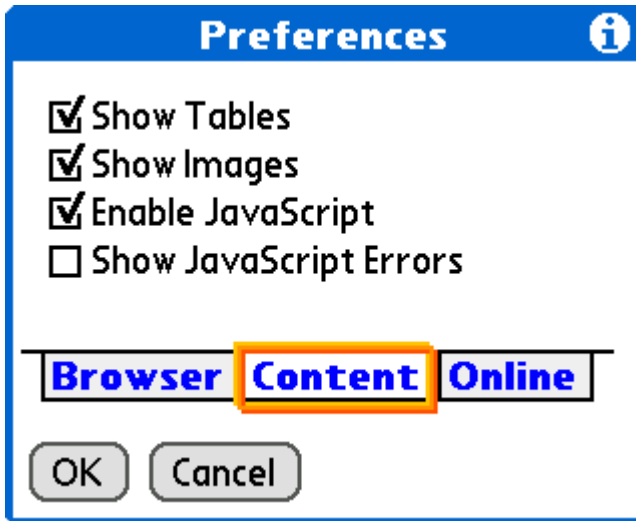 Preferences
Show Tables
Show Images
Enable JavaScript
Show JavaScript Errors
Browser Content Online
OK Cancel